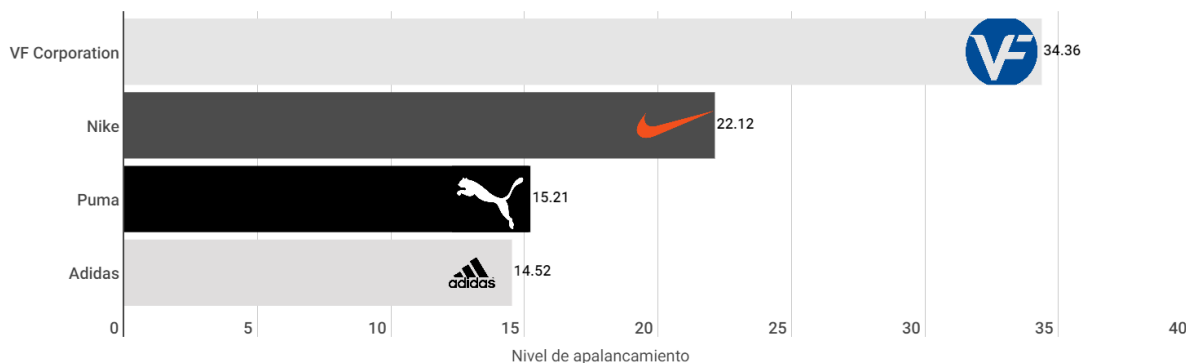 VF Corporation
VF
34.36
Nike
22.12
Puma
15.21
Adidas
adidas
14.52
0 5 10 15 20 25 30 35 40
Nivel de apalancamiento